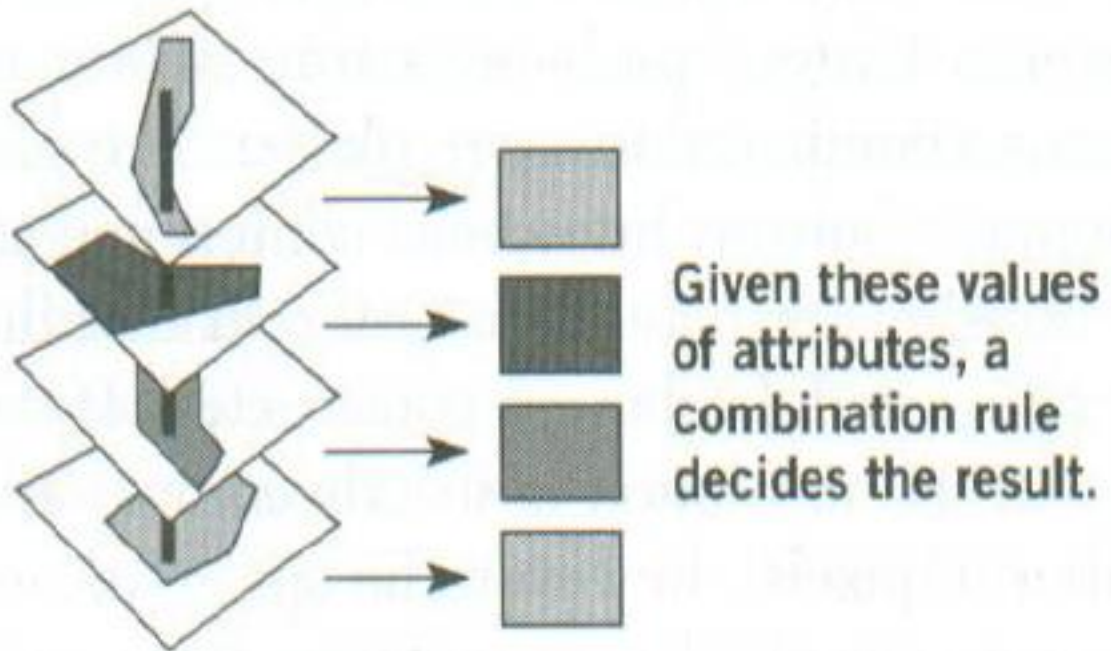 Given these values
of attributes, a
combination rule
decides the result.